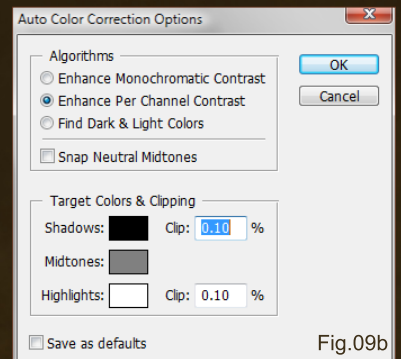 Auto Color Correction Options
Algorithms
Enhance Monochromatic Contrast
Enhance Per Channel Contrast
Find Dark & Light Colors
Snap Neutral Midtones
OK
Cancel
Target Colors & Clipping
Shadows: Clip: 0.10 %
Midtones:
Highlights: Clip: 0.10 %
Save as defaults
Fig.09b